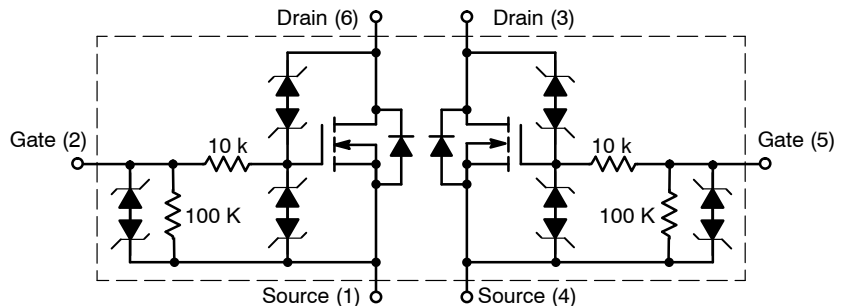 Drain (6)
Drain (3)
Gate (2)
10 k
10 k
Gate (5)
100 K
100 K
Source (1)
Source (4)